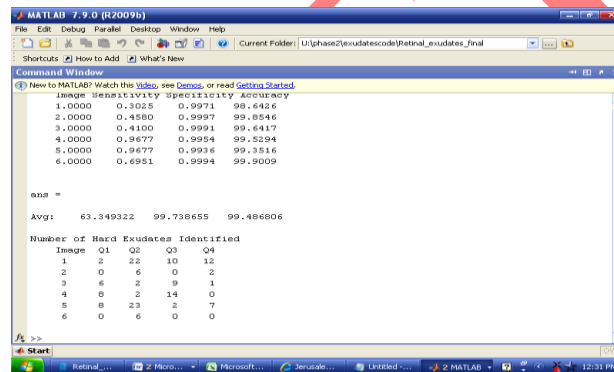 MATLAB 7.9.0 (R2009b)
File Edit Debug Parallel Desktop Window Help
Current Folder: U:\phase2\exudatescode\Retinal_exudates_final
Shortcuts How to Add What's New
Command Window
New to MATLAB? Watch this Video, see Demos, or read Getting Started.
Image Sensitivity Specificity Accuracy
1.0000 0.3025 0.9971 98.6426
2.0000 0.4580 0.9997 99.8546
3.0000 0.4100 0.9991 99.6417
4.0000 0.9677 0.9954 99.5294
5.0000 0.9677 0.9936 99.3516
6.0000 0.6951 0.9994 99.9009
ans =
Avg: 63.349322 99.738655 99.486806
Number of Hard Exudates Identified
Image Q1 Q2 Q3 Q4
1 2 22 10 12
2 0 6 0 2
3 6 2 9 1
4 8 2 14 0
5 8 23 2 7
6 0 6 0 0
fx >>
Start
Retinal_... 2 Micro... Microsoft... Jerusale... Untitled -... 2 MATLAB 12:31